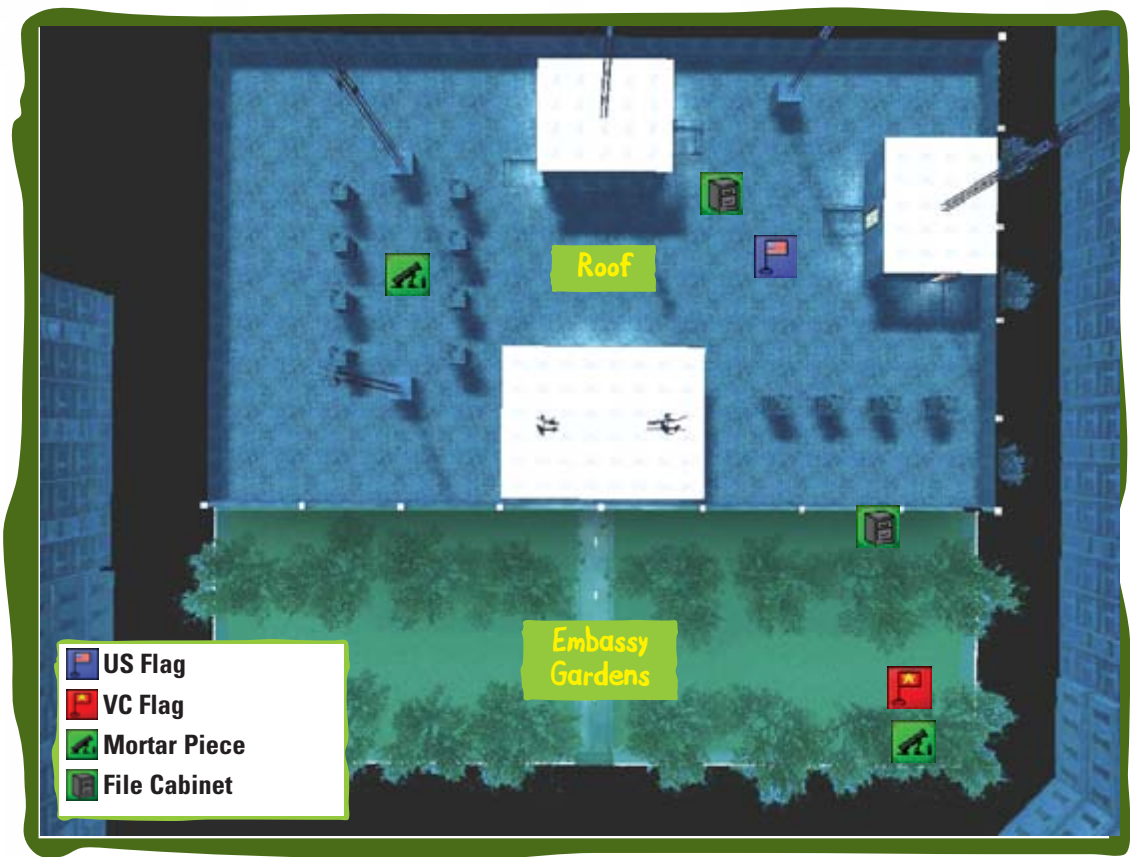 Roof
Embassy
Gardens
US Flag
VC Flag
Mortar Piece
File Cabinet